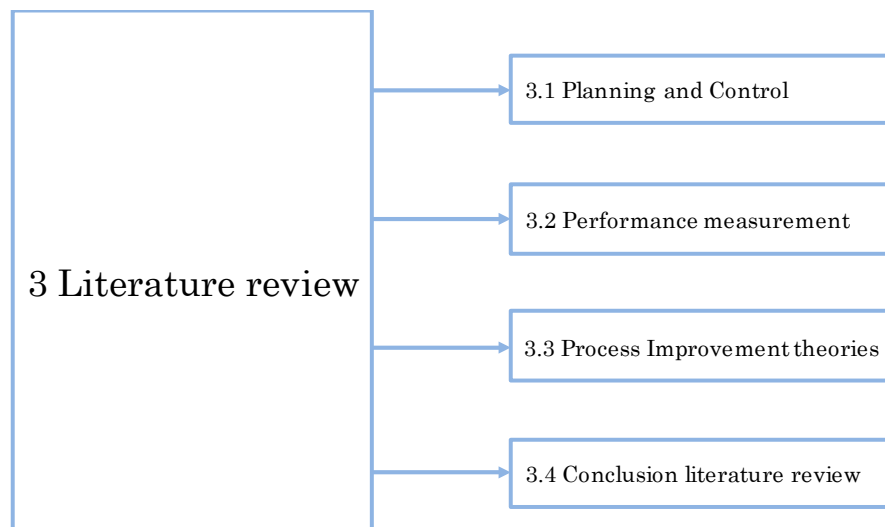 3 Literature review
3.1 Planning and Control
3.2 Performance measurement
3.3 Process Improvement theories
3.4 Conclusion literature review